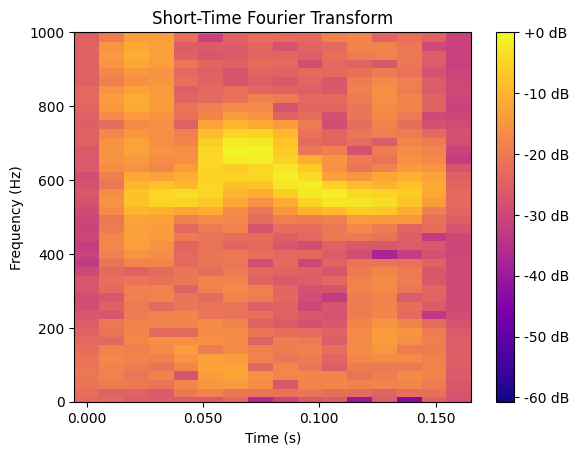 Short-Time Fourier Transform
1000
800
600
400
200
0
Frequency (Hz)
0.000
0.050
0.100
0.150
Time (s)
+0 dB
-10 dB
-20 dB
-30 dB
-40 dB
-50 dB
-60 dB